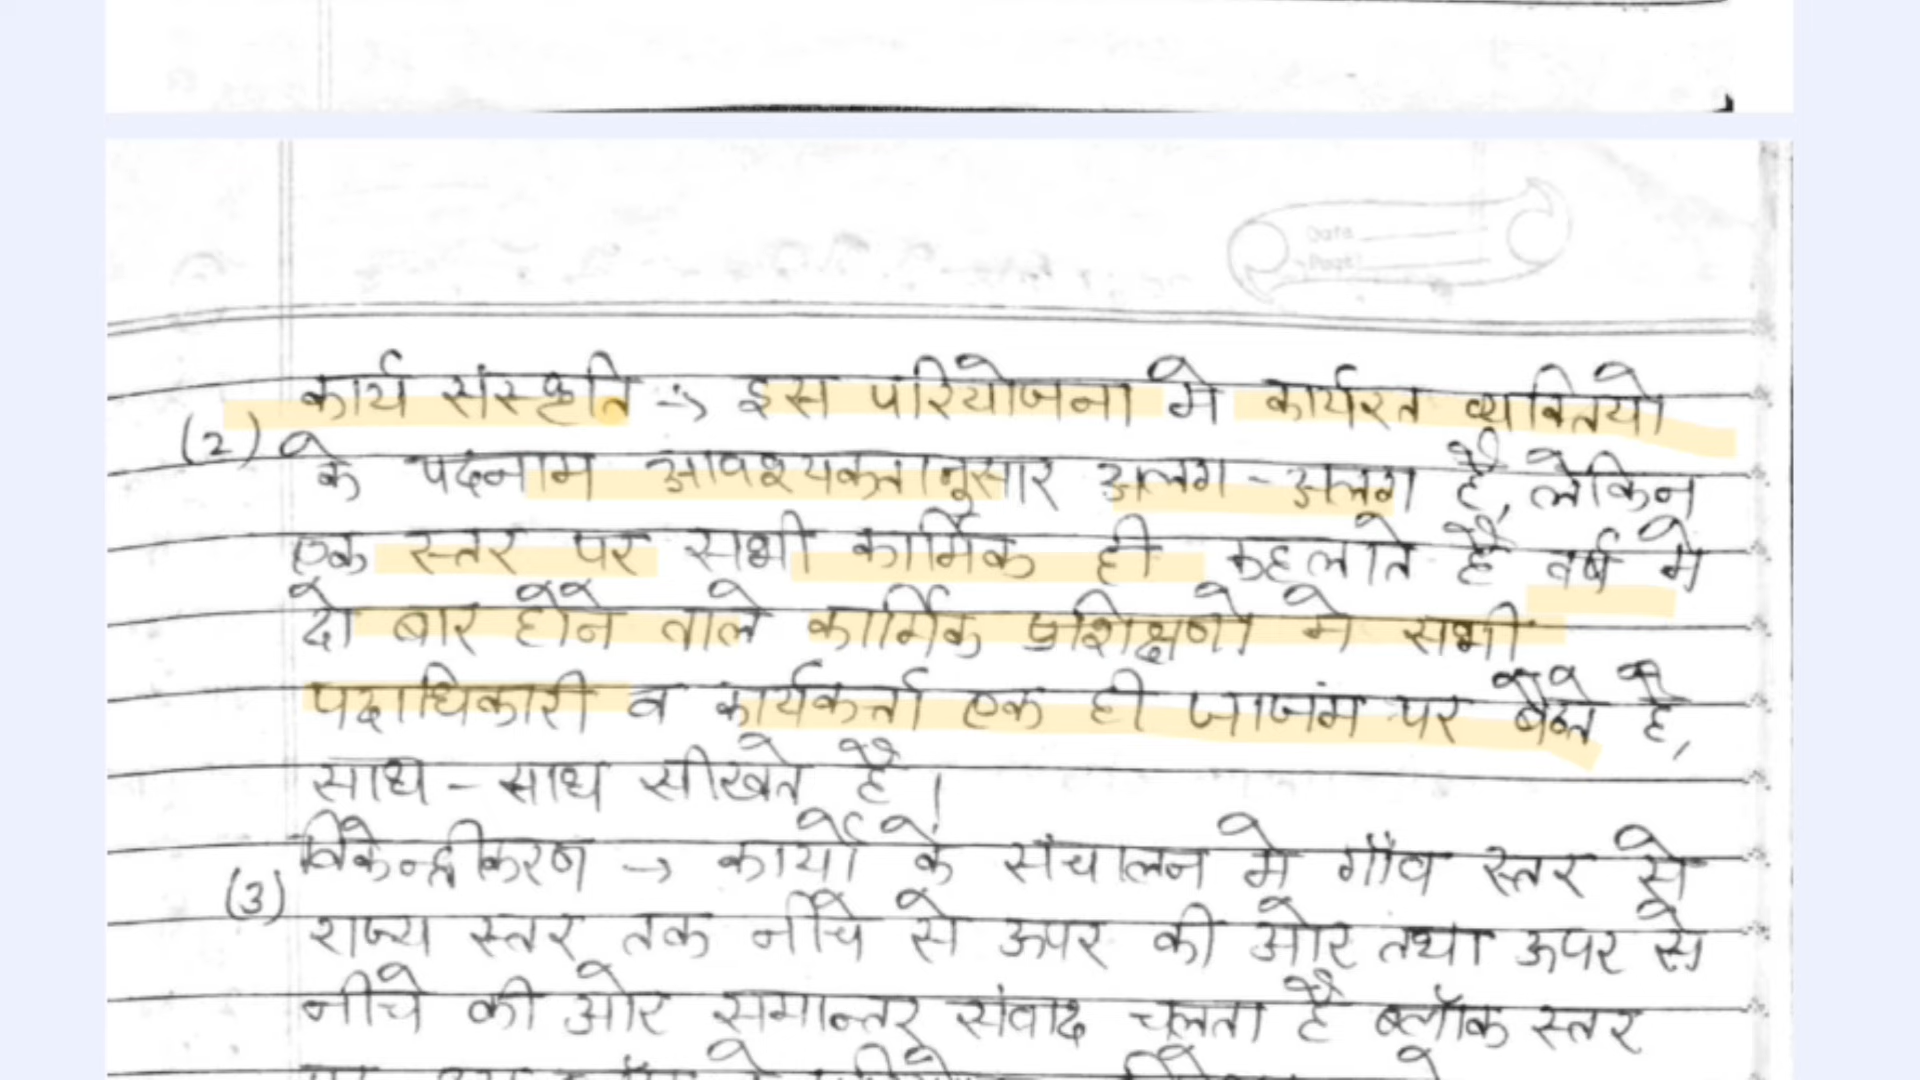 Date
Page
कार्य संस्कृति → इस परियोजना मे कार्यरत व्यक्तियो
(2) के पदनाम आवश्यकतानुसार अलग - अलग है, लेकिन
एक स्तर पर सभी कार्मिक ही कहलाते है वर्ष मे
दो बार होने वाले कार्मिक प्रशिक्षणो मे सभी
पदाधिकारी व कार्यकर्त्ता एक ही जाजंम पर बैठते है,
साथ - साथ सीखते है ।
(3) विकेन्द्रीकरण → कार्यो के संचालन मे गाँव स्तर से
राज्य स्तर तक नीचे से ऊपर की ओर तथा ऊपर से
नीचे की ओर समान्तर संवाद चलता है ब्लॉक स्तर